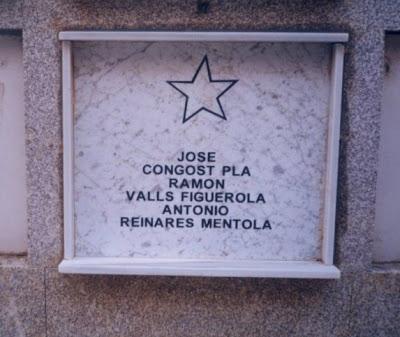 JOSE
CONGOST PLA
RAMON
VALLS FIGUEROLA
ANTONIO
REINARES MENTOLA